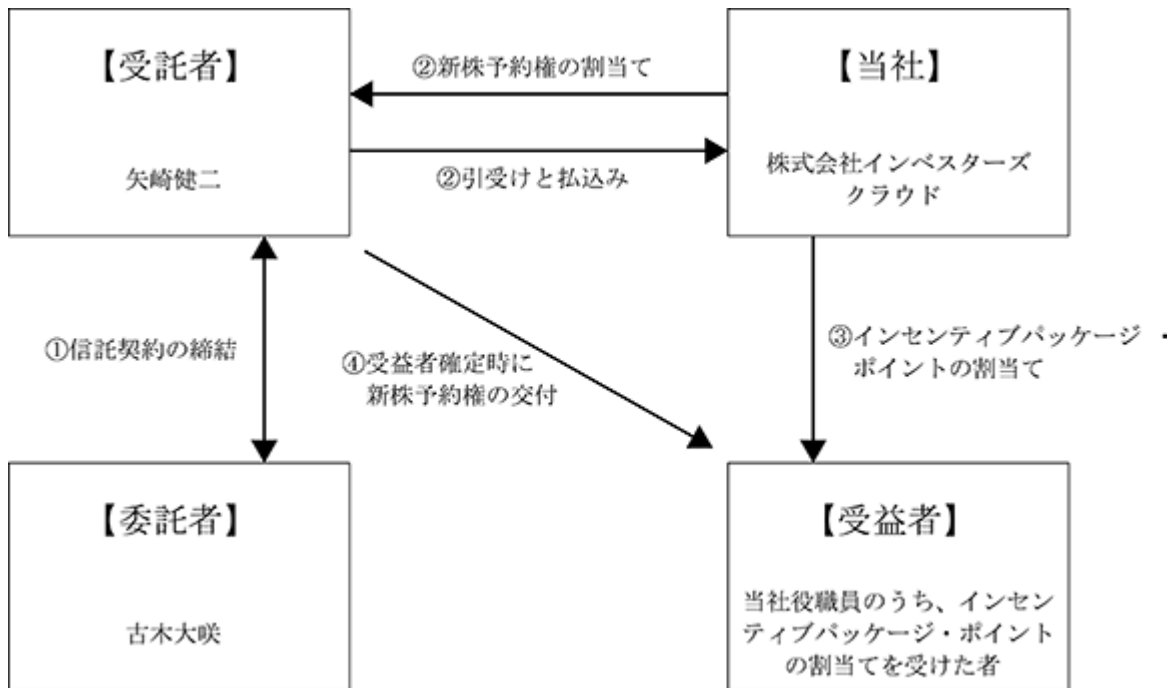 【受託者】
矢崎健二
②新株予約権の割当て
②引受けと払込み
【当社】
株式会社インベスターズ
クラウド
①信託契約の締結
④受益者確定時に
新株予約権の交付
③インセンティブパッケージ・
ポイントの割当て
【委託者】
古木大咲
【受益者】
当社役職員のうち、インセン
ティブパッケージ・ポイント
の割当てを受けた者